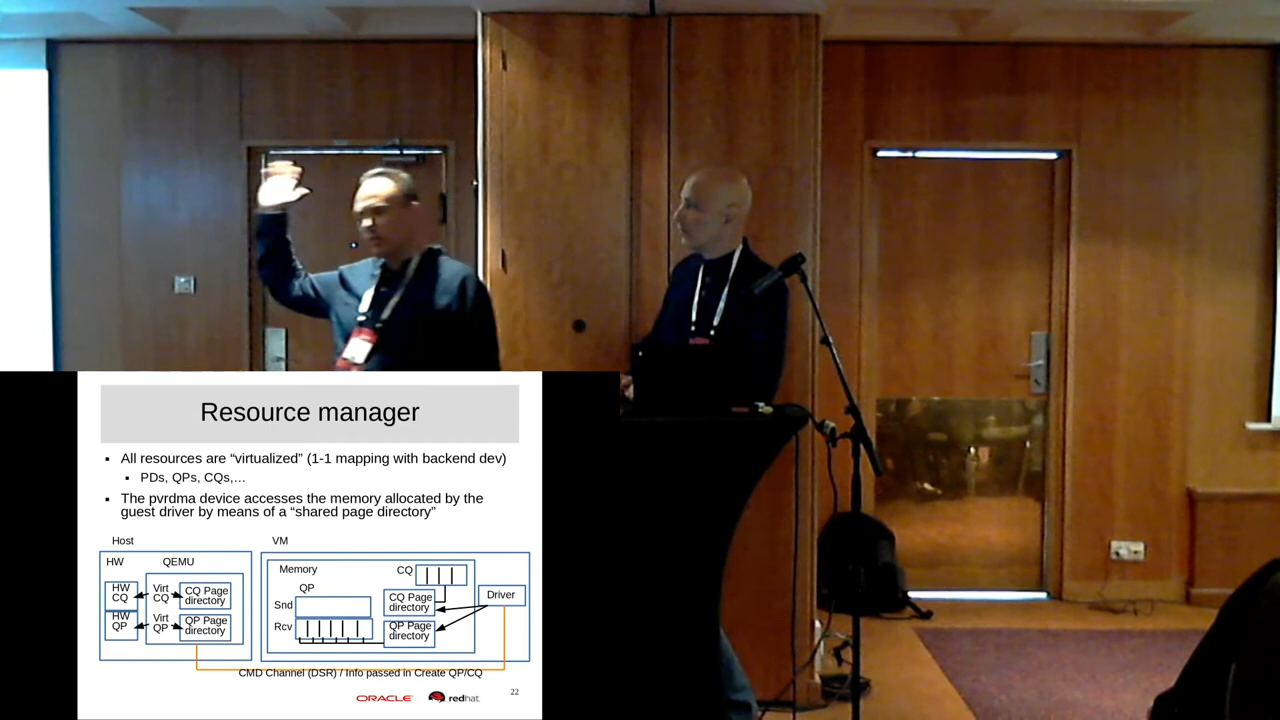 Resource manager
All resources are “virtualized” (1-1 mapping with backend dev)
PDs, QPs, CQs,...
The pvrdma device accesses the memory allocated by the
guest driver by means of a “shared page directory”
Host
VM
HW
QEMU
HW
CQ
Virt
CQ
CQ Page
directory
HW
QP
Virt
QP
QP Page
directory
Memory
CQ
QP
Snd
Rcv
CQ Page
directory
QP Page
directory
Driver
CMD Channel (DSR) / Info passed in Create QP/CQ
22
ORACLE
redhat.